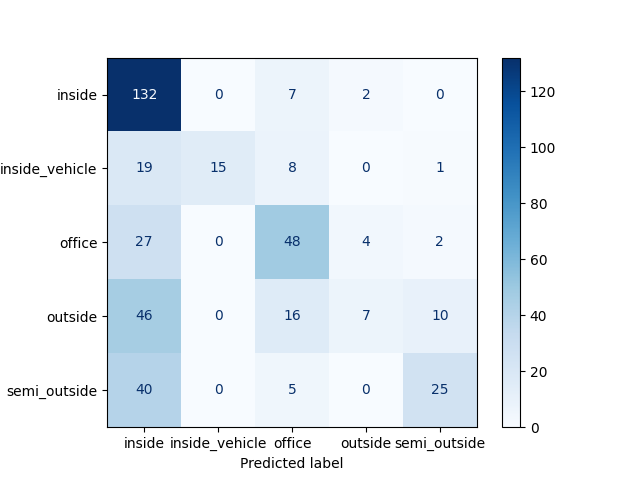 inside 132 0 7 2 0
inside_vehicle 19 15 8 0 1
office 27 0 48 4 2
outside 46 0 16 7 10
semi_outside 40 0 5 0 25
inside inside_vehicle office outside semi_outside
Predicted label
120
100
80
60
40
20
0